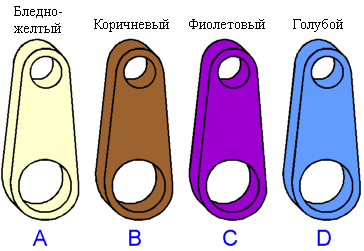 Бледно-
желтый
Коричневый
Фиолетовый
Голубой
A
B
C
D